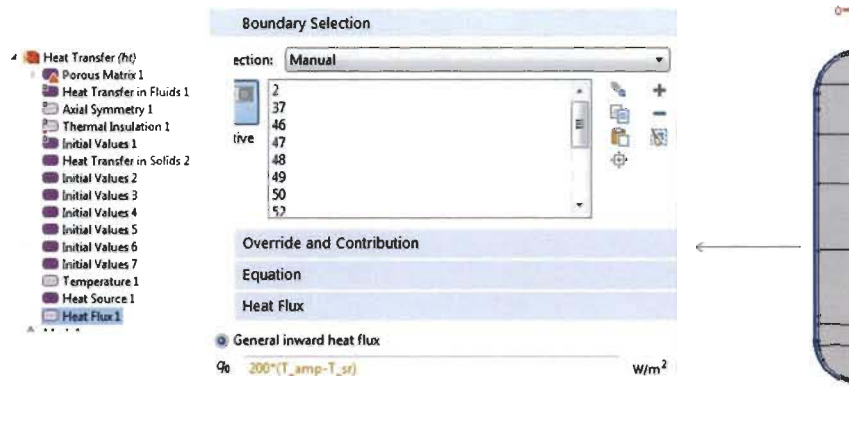 Boundary Selection
Heat Transfer (ht)
Porous Matrix 1
Heat Transfer in Fluids 1
Axial Symmetry 1
Thermal Insulation 1
Initial Values 1
Heat Transfer in Solids 2
Initial Values 2
Initial Values 3
Initial Values 4
Initial Values 5
Initial Values 6
Initial Values 7
Temperature 1
Heat Source 1
Heat Flux 1
ection: Manual
tive
2
37
46
47
48
49
50
52
Override and Contribution
Equation
Heat Flux
General inward heat flux
q0 200*(T_amp-T_sr) W/m²